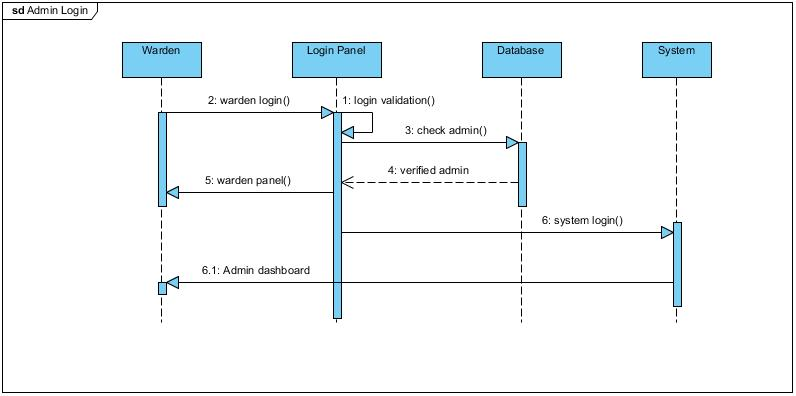 sd Admin Login
Warden
Login Panel
Database
System
2: warden login()
1: login validation()
3: check admin()
4: verified admin
5: warden panel()
6: system login()
6.1: Admin dashboard